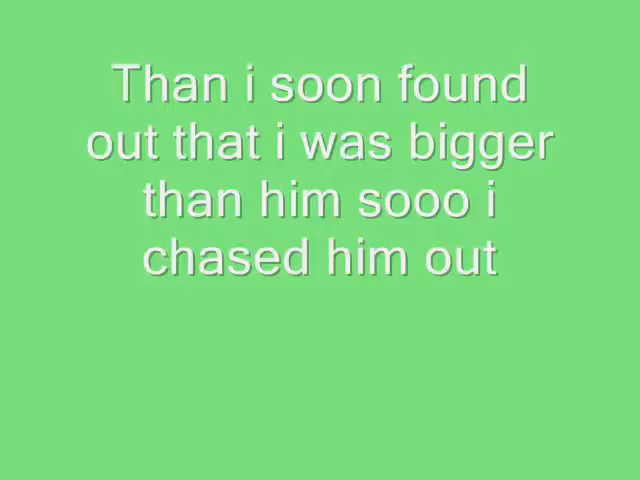 Than i soon found
out that i was bigger
than him sooo i
chased him out